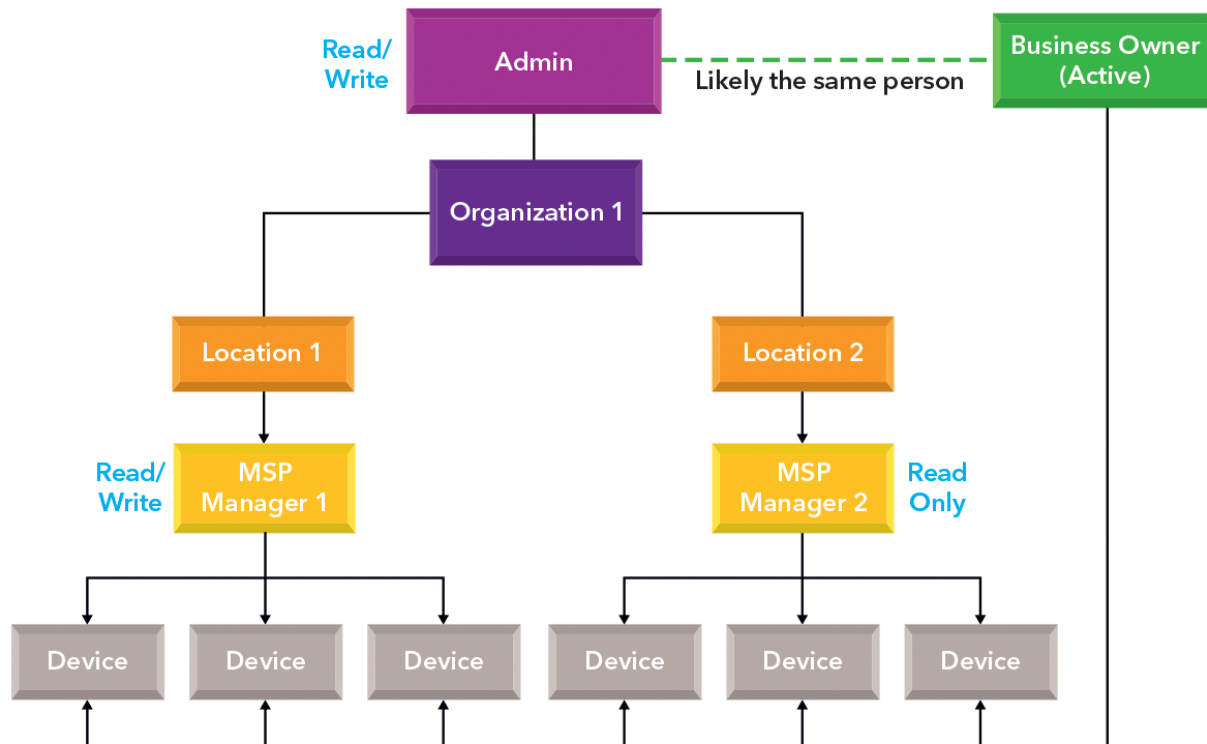 Read/
Write
Admin
Likely the same person
Business Owner
(Active)
Organization 1
Location 1
Location 2
Read/
Write
MSP
Manager 1
MSP
Manager 2
Read
Only
Device
Device
Device
Device
Device
Device